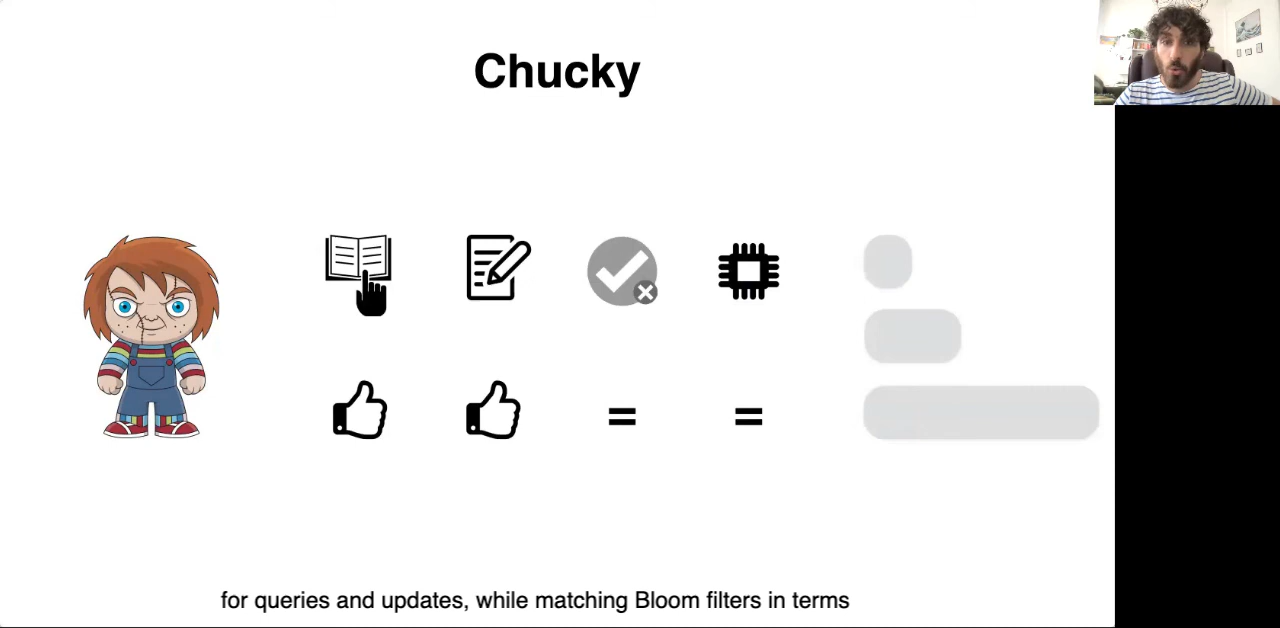 Chucky
= =
for queries and updates, while matching Bloom filters in terms